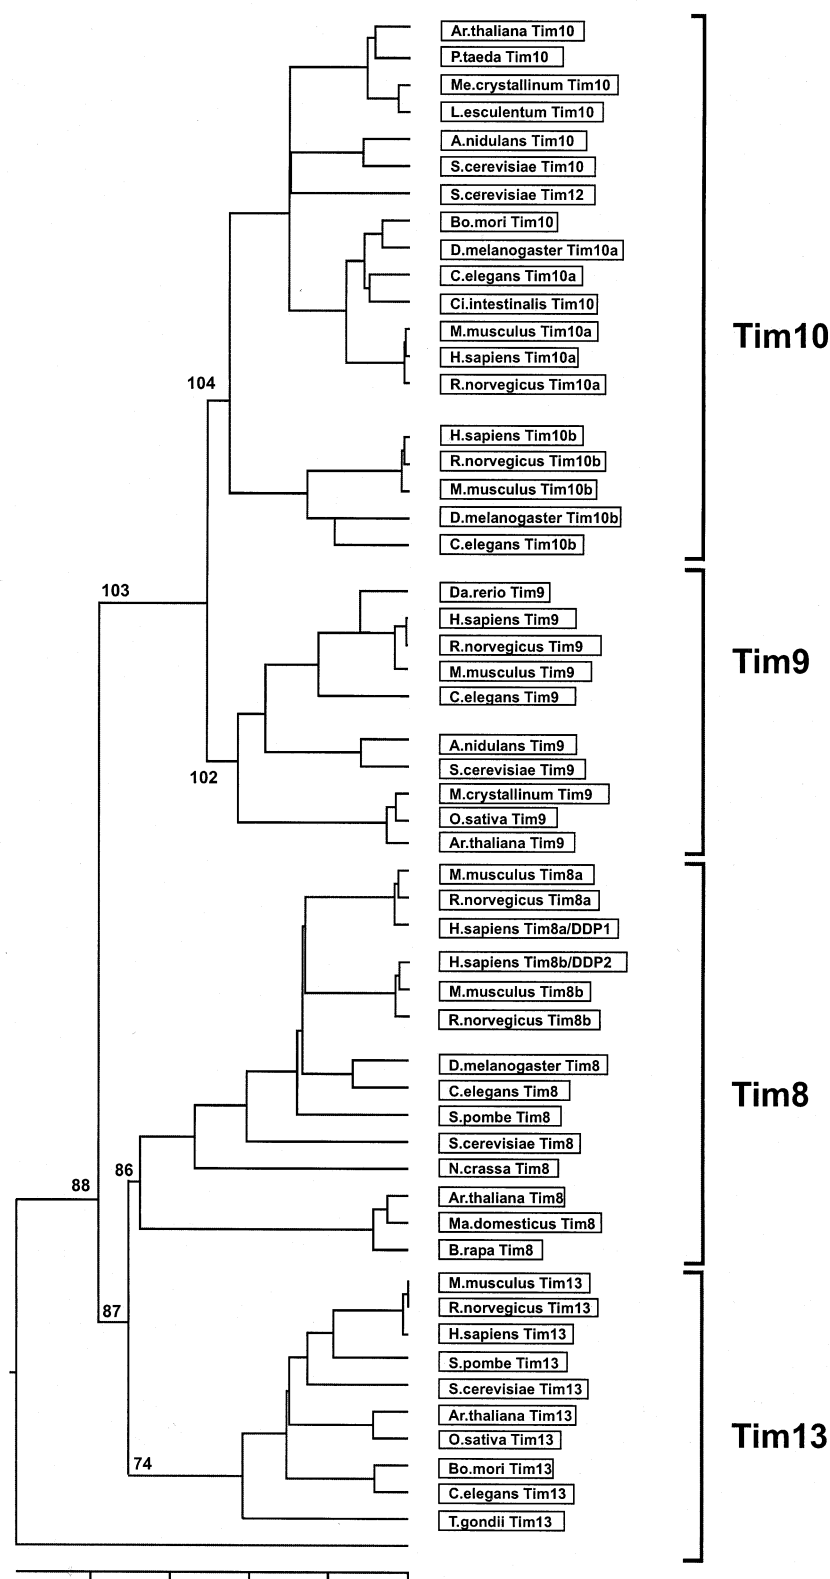 Ar.thaliana Tim10
P.taeda Tim10
Me.crystallinum Tim10
L.esculentum Tim10
A.nidulans Tim10
S.cerevisiae Tim10
S.cerevisiae Tim12
Bo.mori Tim10
D.melanogaster Tim10a
C.elegans Tim10a
Ci.intestinalis Tim10
M.musculus Tim10a
Tim10
H.sapiens Tim10a
R.norvegicus Tim10a
104
H.sapiens Tim10b
R.norvegicus Tim10b
M.musculus Tim10b
D.melanogaster Tim10b
C.elegans Tim10b
103
Da.rerio Tim9
H.sapiens Tim9
R.norvegicus Tim9
Tim9
M.musculus Tim9
C.elegans Tim9
A.nidulans Tim9
S.cerevisiae Tim9
102
M.crystallinum Tim9
O.sativa Tim9
Ar.thaliana Tim9
M.musculus Tim8a
R.norvegicus Tim8a
H.sapiens Tim8a/DDP1
H.sapiens Tim8b/DDP2
M.musculus Tim8b
R.norvegicus Tim8b
D.melanogaster Tim8
C.elegans Tim8
Tim8
S.pombe Tim8
S.cerevisiae Tim8
N.crassa Tim8
86
88
Ar.thaliana Tim8
Ma.domesticus Tim8
B.rapa Tim8
M.musculus Tim13
87
R.norvegicus Tim13
H.sapiens Tim13
S.pombe Tim13
S.cerevisiae Tim13
Ar.thaliana Tim13
Tim13
O.sativa Tim13
74
Bo.mori Tim13
C.elegans Tim13
T.gondii Tim13